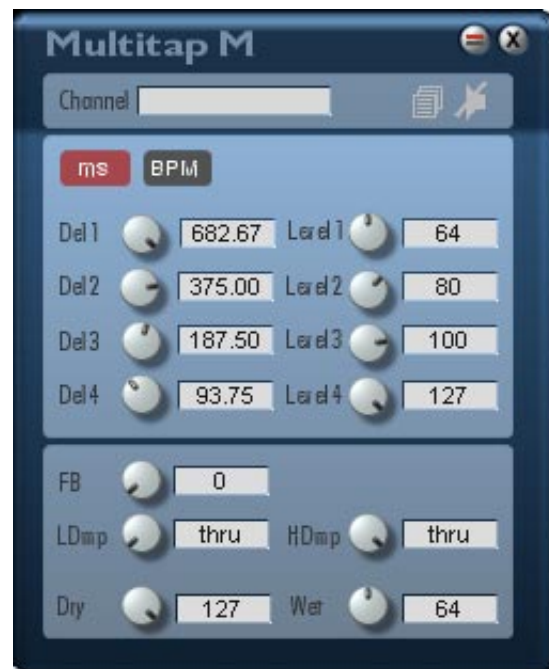 Multitap M
Channel
ms BPM
Del 1 682.67 Level 1 64
Del 2 375.00 Level 2 80
Del 3 187.50 Level 3 100
Del 4 93.75 Level 4 127
FB 0
LDmp thru HDmp thru
Dry 127 Wet 64